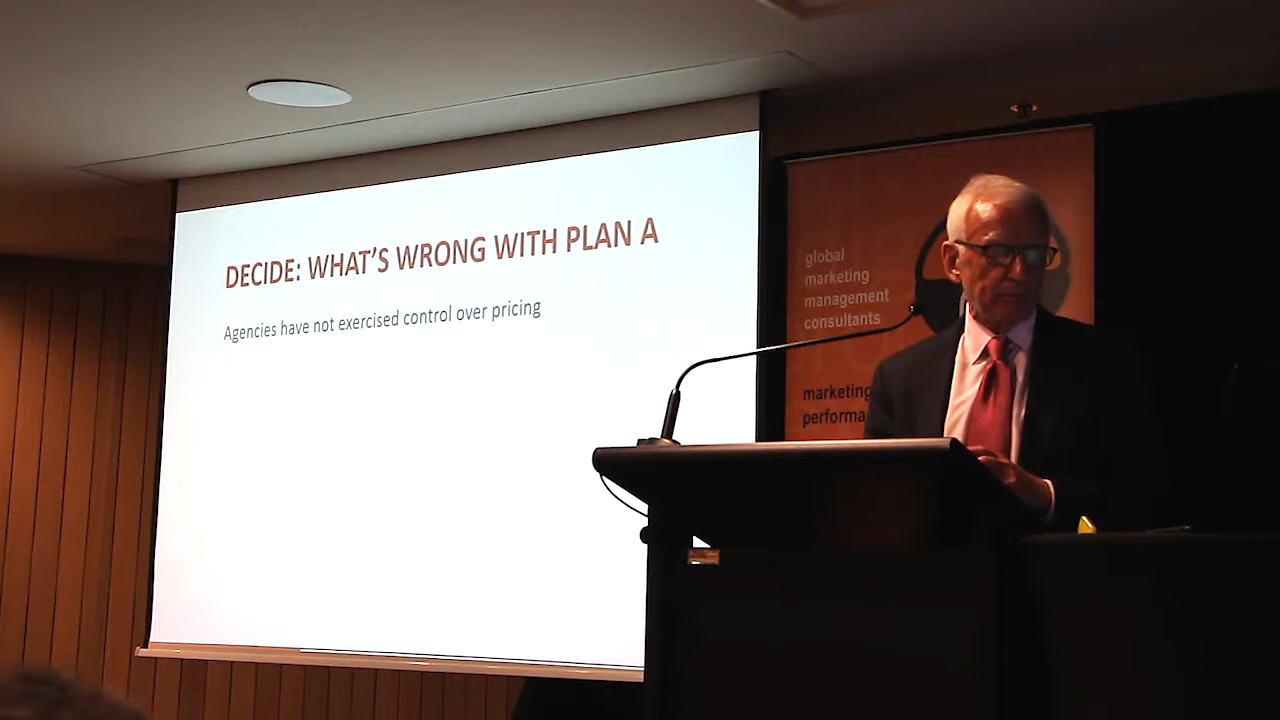 DECIDE: WHAT'S WRONG WITH PLAN A
Agencies have not exercised control over pricing
global
marketing
management
consultants
marketing
performa